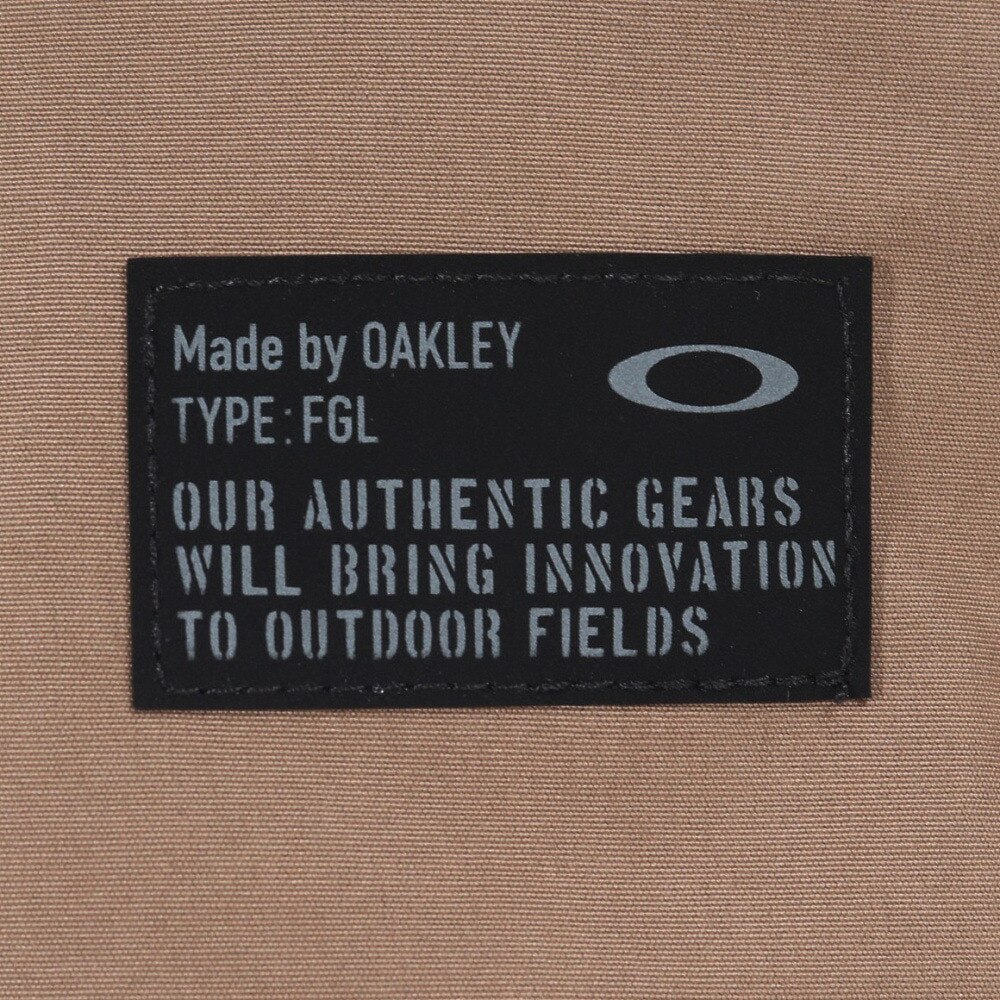 Made by OAKLEY
TYPE:FGL
OUR AUTHENTIC GEARS
WILL BRING INNOVATION
TO OUTDOOR FIELDS